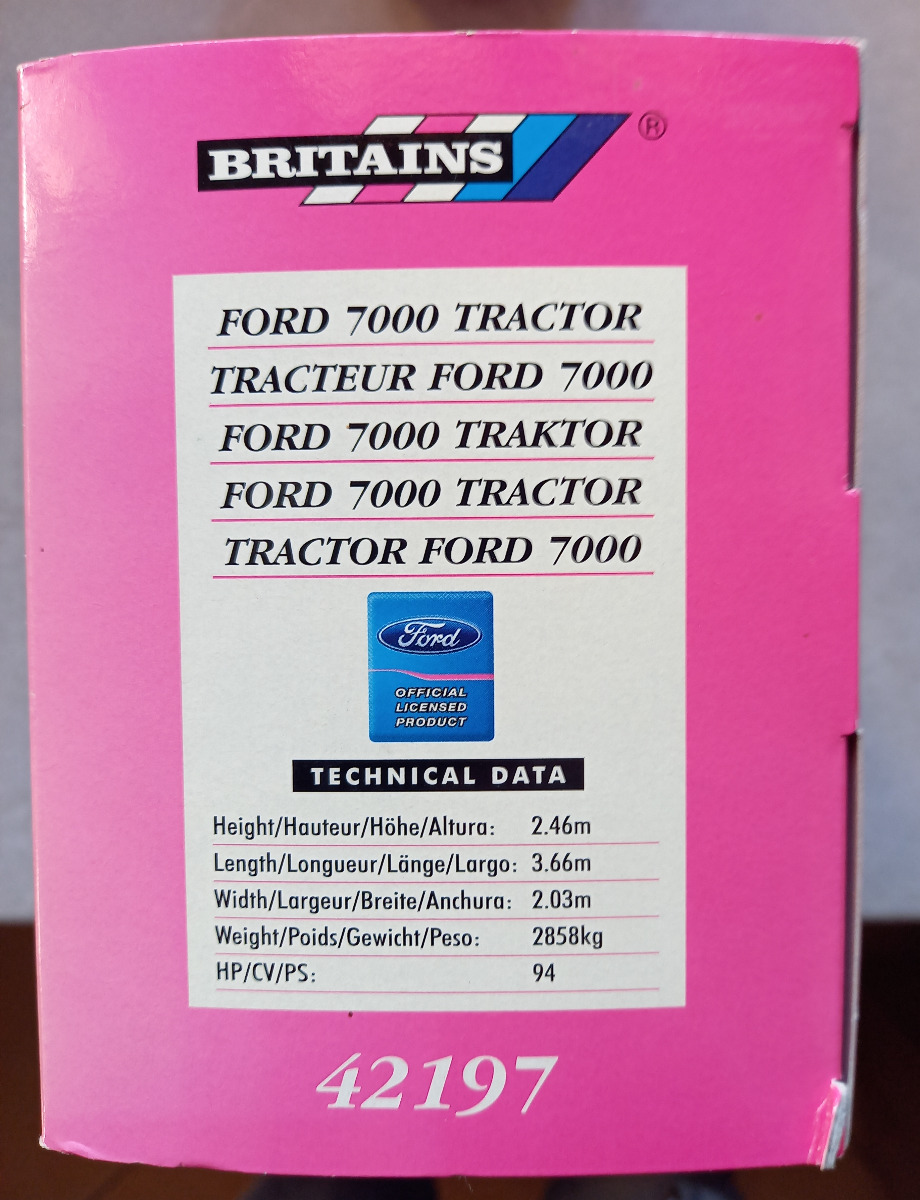 BRITAINS ®
FORD 7000 TRACTOR
TRACTEUR FORD 7000
FORD 7000 TRAKTOR
FORD 7000 TRACTOR
TRACTOR FORD 7000
Ford
OFFICIAL
LICENSED
PRODUCT
TECHNICAL DATA
Height/Hauteur/Höhe/Altura: 2.46m
Length/Longueur/Länge/Largo: 3.66m
Width/Largeur/Breite/Anchura: 2.03m
Weight/Poids/Gewicht/Peso: 2858kg
HP/CV/PS: 94
42197